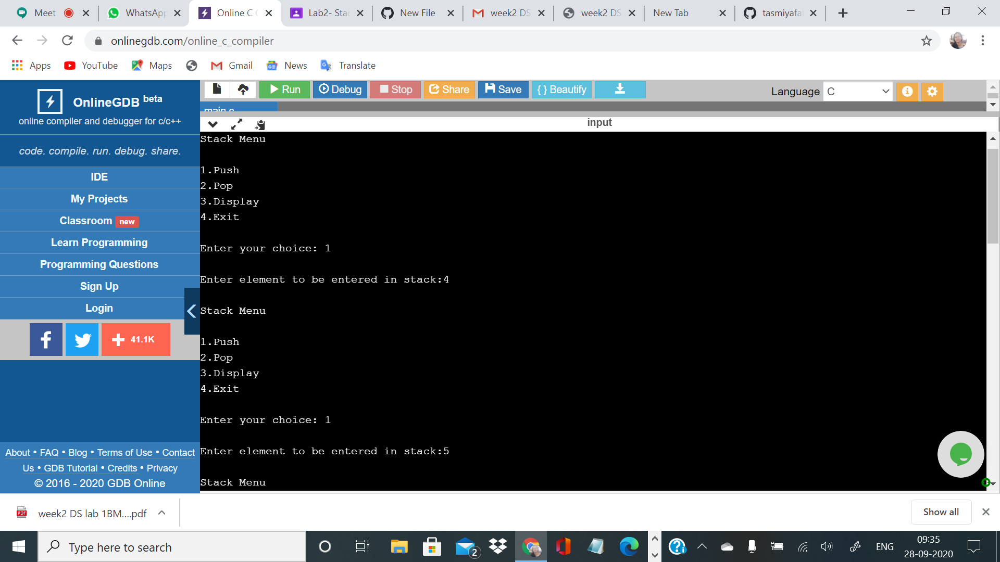 Meet
WhatsApp
Online C
Lab2- Stac
New File
week2 DS
week2 DS
New Tab
tasmiyafa
onlinegdb.com/online_c_compiler
Apps
YouTube
Maps
Gmail
News
Translate
OnlineGDB beta
online compiler and debugger for c/c++
code. compile. run. debug. share.
IDE
My Projects
Classroom new
Learn Programming
Programming Questions
Sign Up
Login
f
41.1K
About • FAQ • Blog • Terms of Use • Contact
Us • GDB Tutorial • Credits • Privacy
© 2016 - 2020 GDB Online
Run
Debug
Stop
Share
Save
{ } Beautify
Language C
main.c
input
Stack Menu
1.Push
2.Pop
3.Display
4.Exit
Enter your choice: 1
Enter element to be entered in stack:4
Stack Menu
1.Push
2.Pop
3.Display
4.Exit
Enter your choice: 1
Enter element to be entered in stack:5
Stack Menu
PDF
week2 DS lab 1BM....pdf
Show all
Type here to search
2
ENG
09:35
28-09-2020